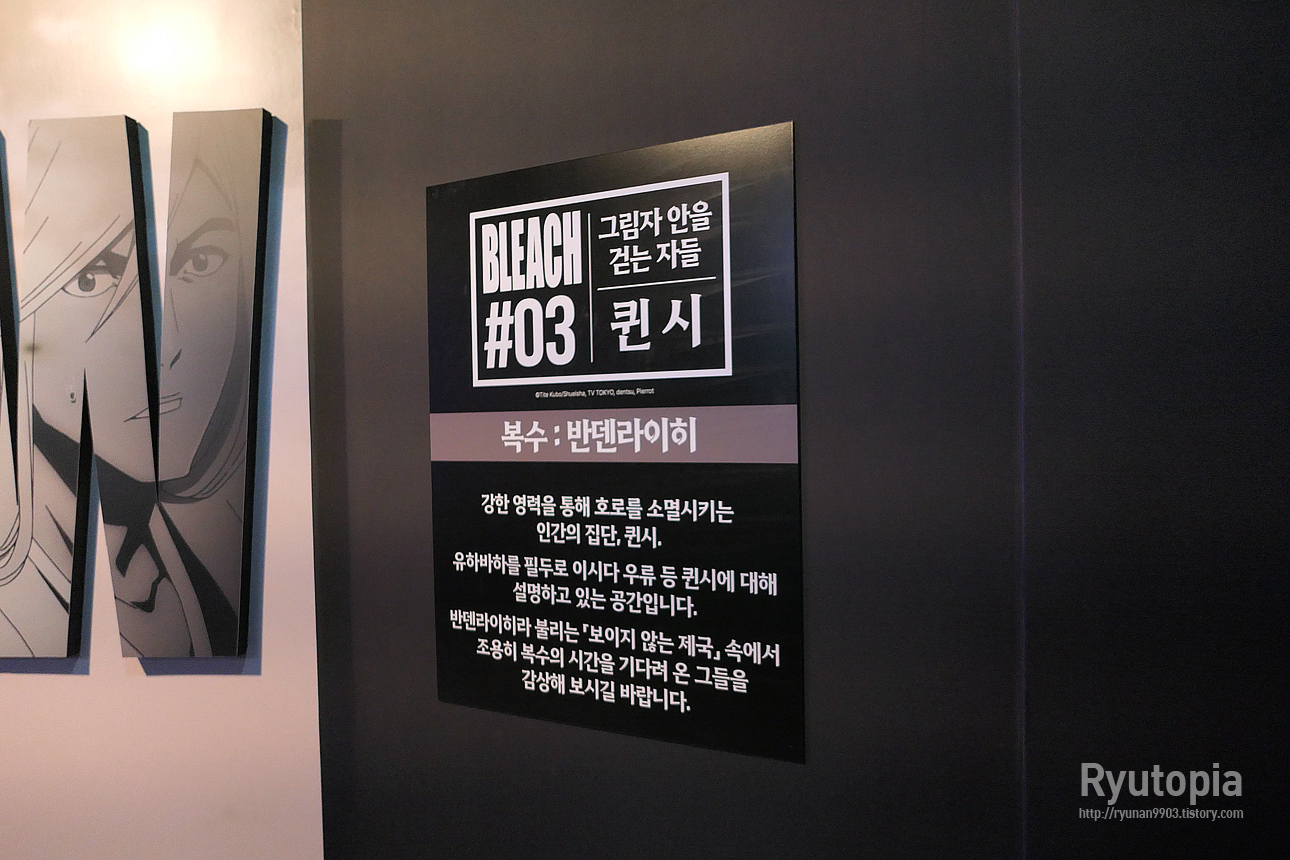 BLEACH
#03
그림자 안을
걷는 자들
퀸시
©Tite Kubo/Shueisha, TV TOKYO, dentsu, Pierrot
복수 : 반덴라이히
강한 영력을 통해 호로를 소멸시키는
인간의 집단, 퀸시.
유하바하를 필두로 이시다 우류 등 퀸시에 대해
설명하고 있는 공간입니다.
반덴라이히라 불리는 「보이지 않는 제국」 속에서
조용히 복수의 시간을 기다려 온 그들을
감상해 보시길 바랍니다.
Ryutopia
http://ryunan9903.tistory.com